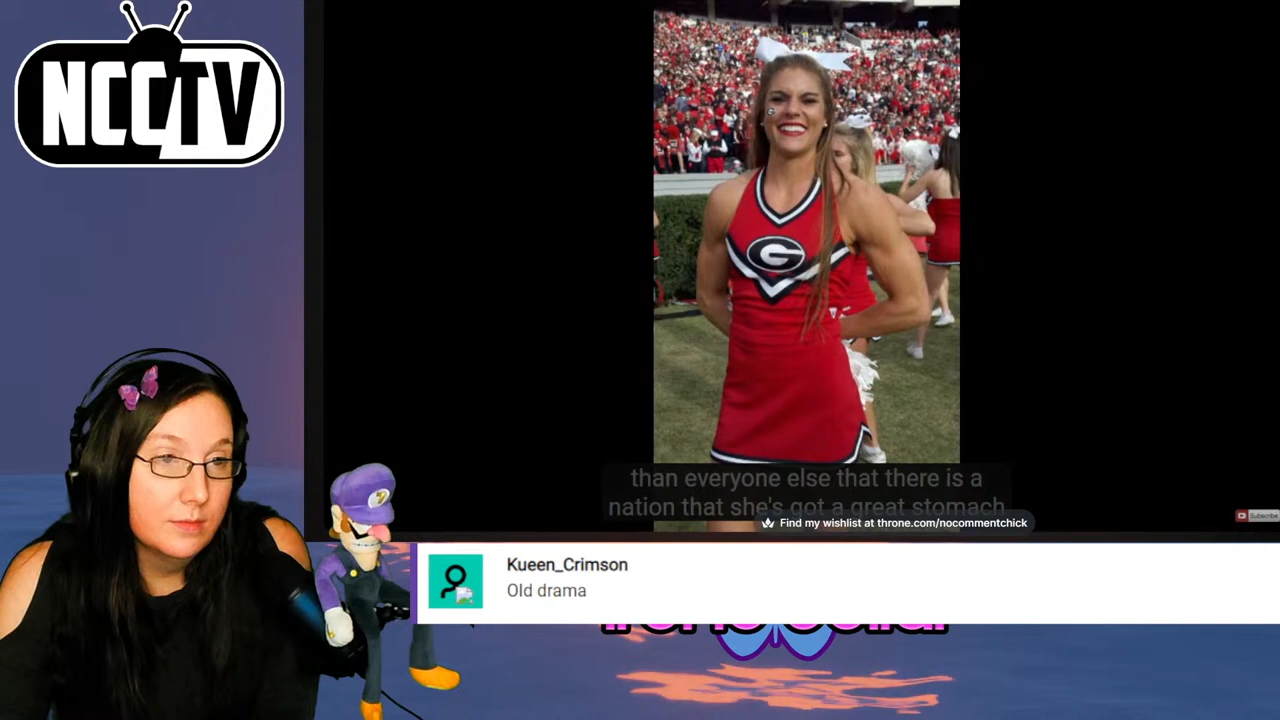 NCCTV
G
than everyone else that there is a
nation that she's got a great stomach
Find my wishlist at throne.com/nocommentchick
Subscribe
Kueen_Crimson
Old drama